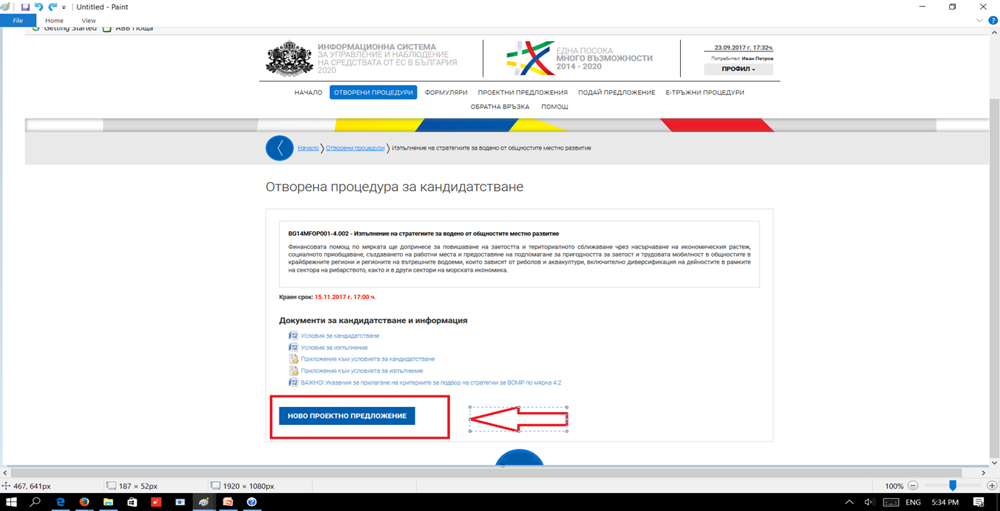 Untitled - Paint
File Home View
Getting Started АВВ Поща
ИНФОРМАЦИОННА СИСТЕМА
ЗА УПРАВЛЕНИЕ И НАБЛЮДЕНИЕ
НА СРЕДСТВАТА ОТ ЕС В БЪЛГАРИЯ
2020
ЕДНА ПОСОКА
МНОГО ВЪЗМОЖНОСТИ
2014 - 2020
23.09.2017 г. 17:32ч.
Потребител: Иван Петров
ПРОФИЛ
НАЧАЛО ОТВОРЕНИ ПРОЦЕДУРИ ФОРМУЛЯРИ ПРОЕКТНИ ПРЕДЛОЖЕНИЯ ПОДАЙ ПРЕДЛОЖЕНИЕ Е-ТРЪЖНИ ПРОЦЕДУРИ
ОБРАТНА ВРЪЗКА ПОМОЩ
Начало Отворени процедури Изпълнение на стратегиите за водено от общностите местно развитие
Отворена процедура за кандидатстване
BG14MFOP001-4.002 - Изпълнение на стратегиите за водено от общностите местно развитие
Финансовата помощ по мярката ще допринесе за повишаване на заетостта и териториалното сближаване чрез насърчаване на икономическия растеж,
социалното приобщаване, създаването на работни места и предоставяне на подпомагане за пригодността за заетост и трудовата мобилност в общностите в
крайбрежните региони и регионите на вътрешните водоеми, които зависят от риболов и аквакултури, включително диверсификация на дейностите в рамките
на сектора на рибарството, както и в други сектори на морската икономика.
Краен срок: 15.11.2017 г. 17:00 ч.
Документи за кандидатстване и информация
Условия за кандидатстване
Условия за изпълнение
Приложения към условията за кандидатстване
Приложения към условията за изпълнение
ВАЖНО! Указания за прилагане на критериите за подбор на стратегии за ВОМР по мярка 4.2
НОВО ПРОЕКТНО ПРЕДЛОЖЕНИЕ
467, 641px 187 × 52px 1920 × 1080px 100%
ENG 5:34 PM